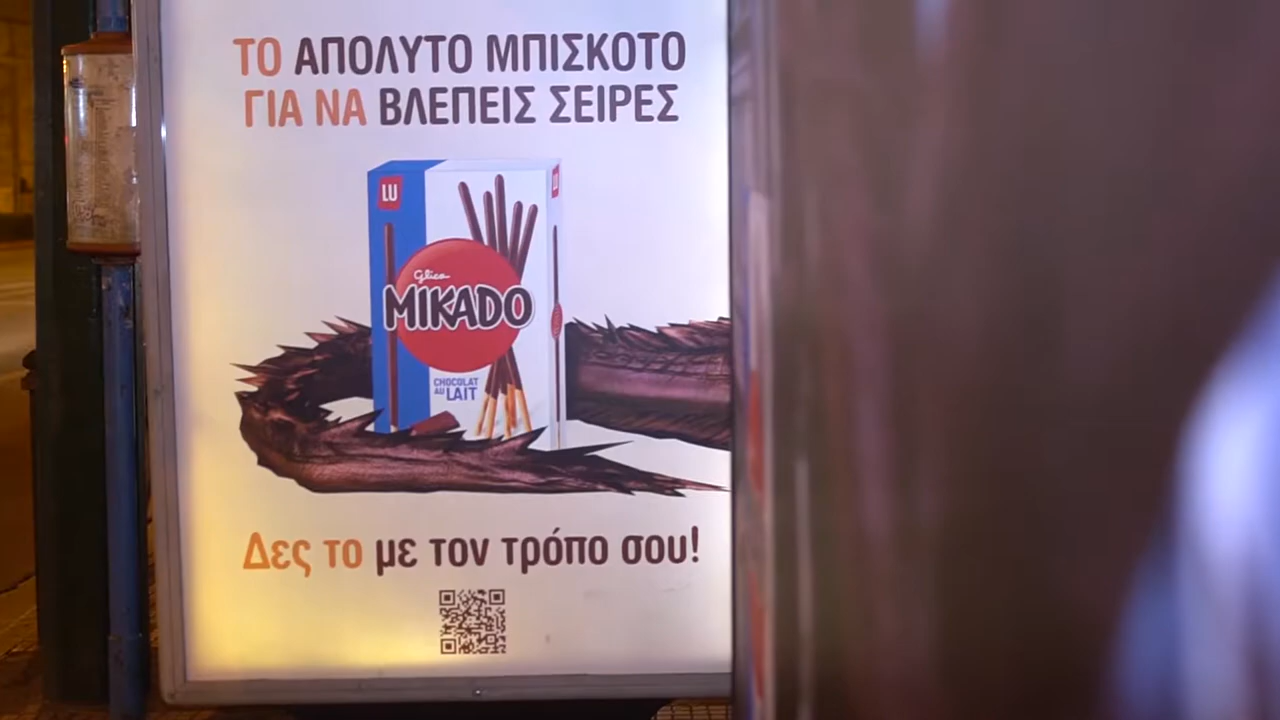 ΤΟ ΑΠΟΛΥΤΟ ΜΠΙΣΚΟΤΟ
ΓΙΑ ΝΑ ΒΛΕΠΕΙΣ ΣΕΙΡΕΣ
LU
Glico
MIKADO
CHOCOLAT
AU LAIT
Δες το με τον τρόπο σου!